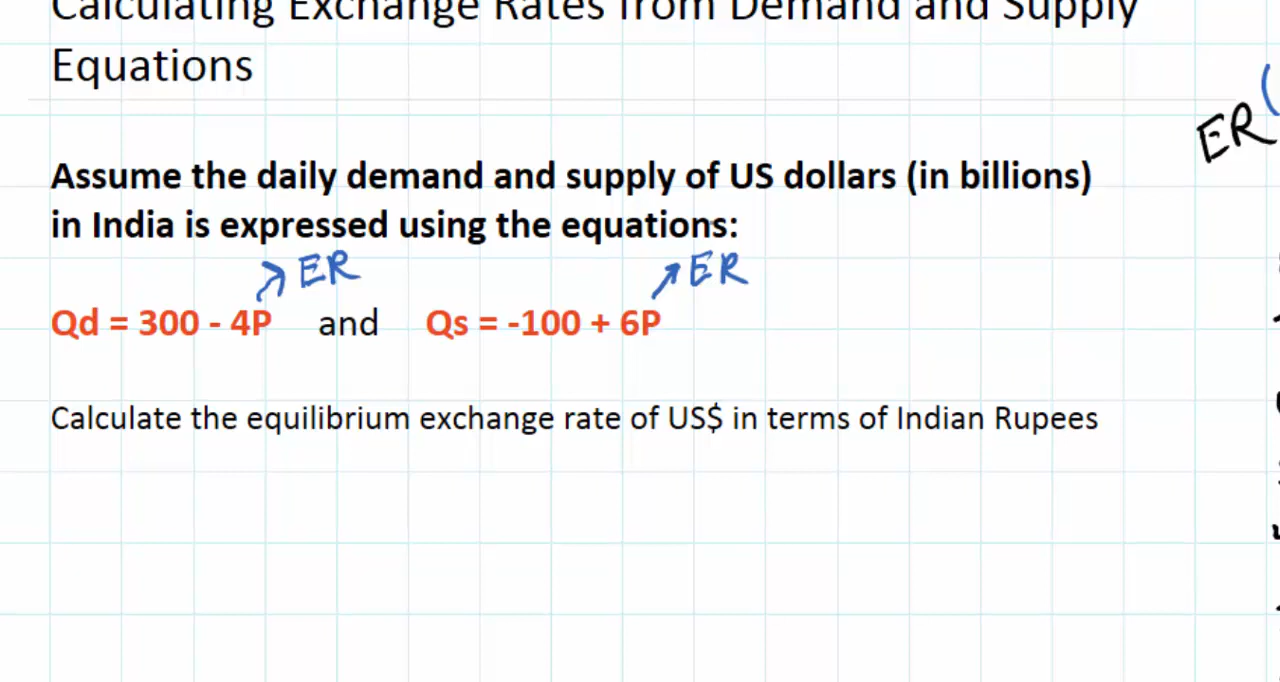 Calculating Exchange Rates from Demand and Supply
Equations
ER
Assume the daily demand and supply of US dollars (in billions)
in India is expressed using the equations:
ER ER
Qd = 300 - 4P and Qs = -100 + 6P
Calculate the equilibrium exchange rate of US$ in terms of Indian Rupees